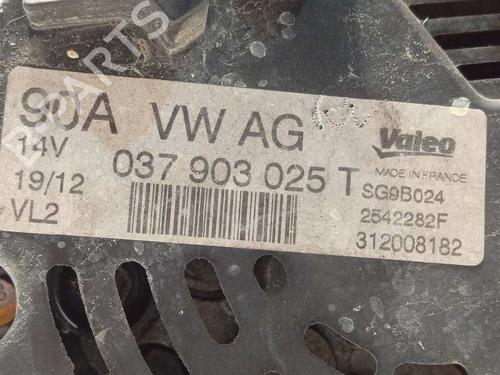 90A VW AG
Valeo
14V 037 903 025 T MADE IN FRANCE
19/12 SG9B024
VL2 2542282F
312008182
B-PARTS